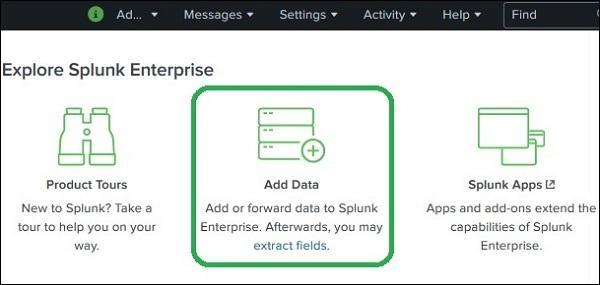 i Ad... Messages Settings Activity Help Find
Explore Splunk Enterprise
Product Tours
New to Splunk? Take a
tour to help you on your
way.
Add Data
Add or forward data to Splunk
Enterprise. Afterwards, you may
extract fields.
Splunk Apps
Apps and add-ons extend the
capabilities of Splunk
Enterprise.